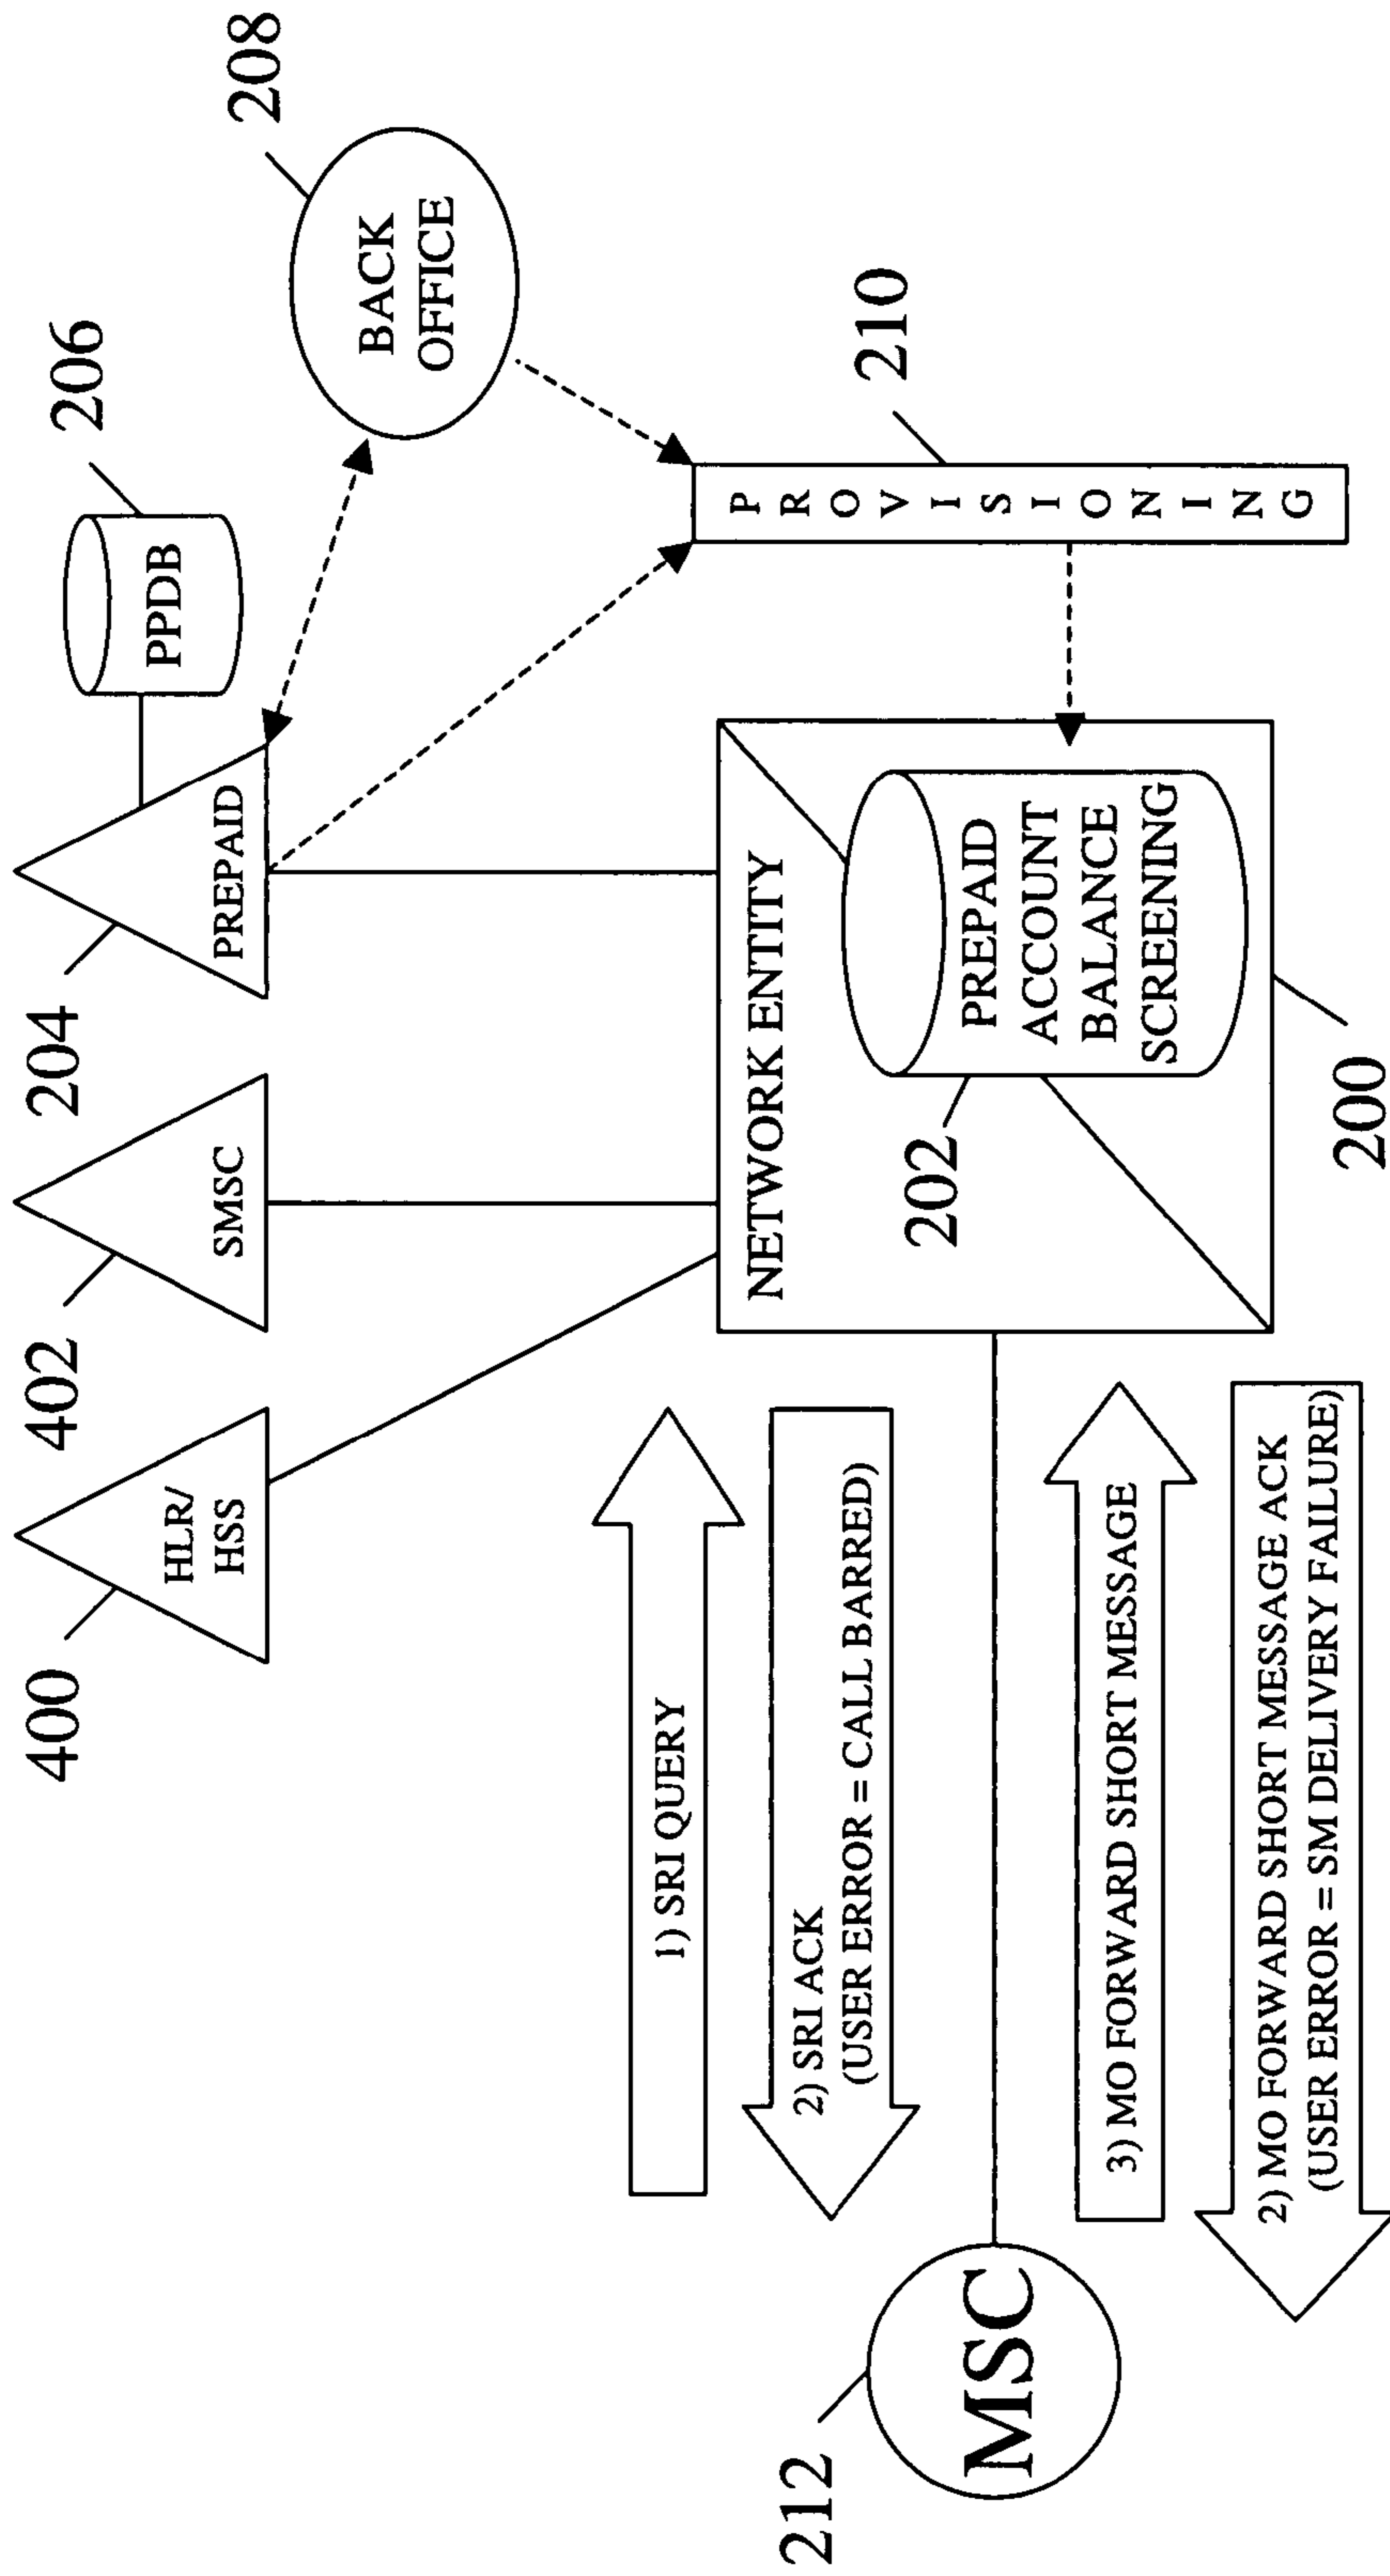 400
HLR/
HSS
402
SMSC
204
PREPAID
206
PPDB
208
BACK
OFFICE
210
PROVISIONING
NETWORK ENTITY
202
PREPAID
ACCOUNT
BALANCE
SCREENING
200
1) SRI QUERY
2) SRI ACK
(USER ERROR = CALL BARRED)
3) MO FORWARD SHORT MESSAGE
2) MO FORWARD SHORT MESSAGE ACK
(USER ERROR = SM DELIVERY FAILURE)
212
MSC